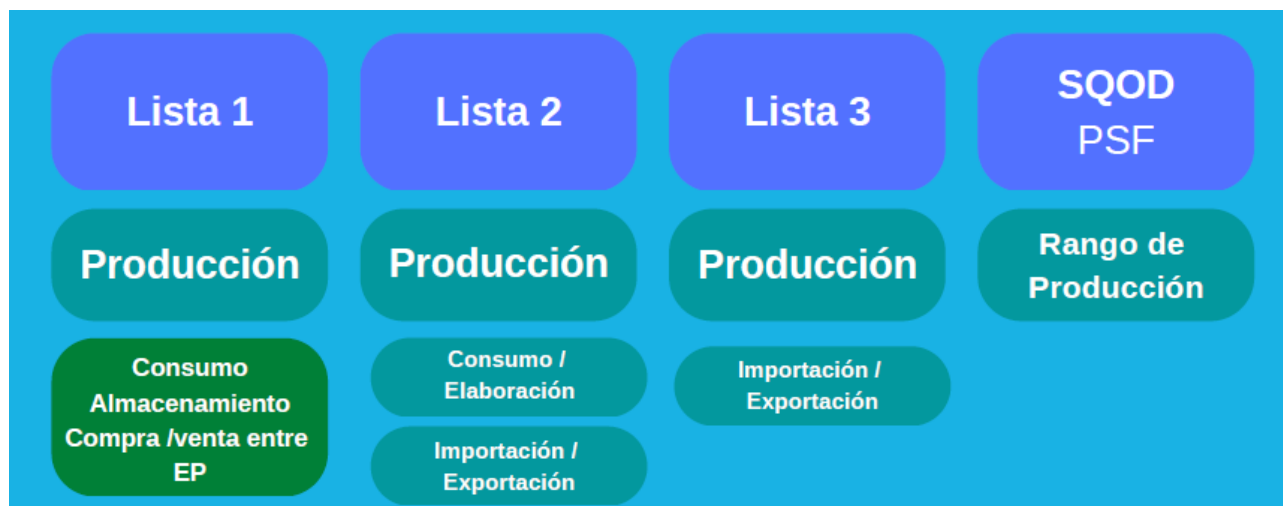 Lista 1
Lista 2
Lista 3
SQOD
PSF
Producción
Producción
Producción
Rango de
Producción
Consumo
Almacenamiento
Compra /venta entre
EP
Consumo /
Elaboración
Importación /
Exportación
Importación /
Exportación